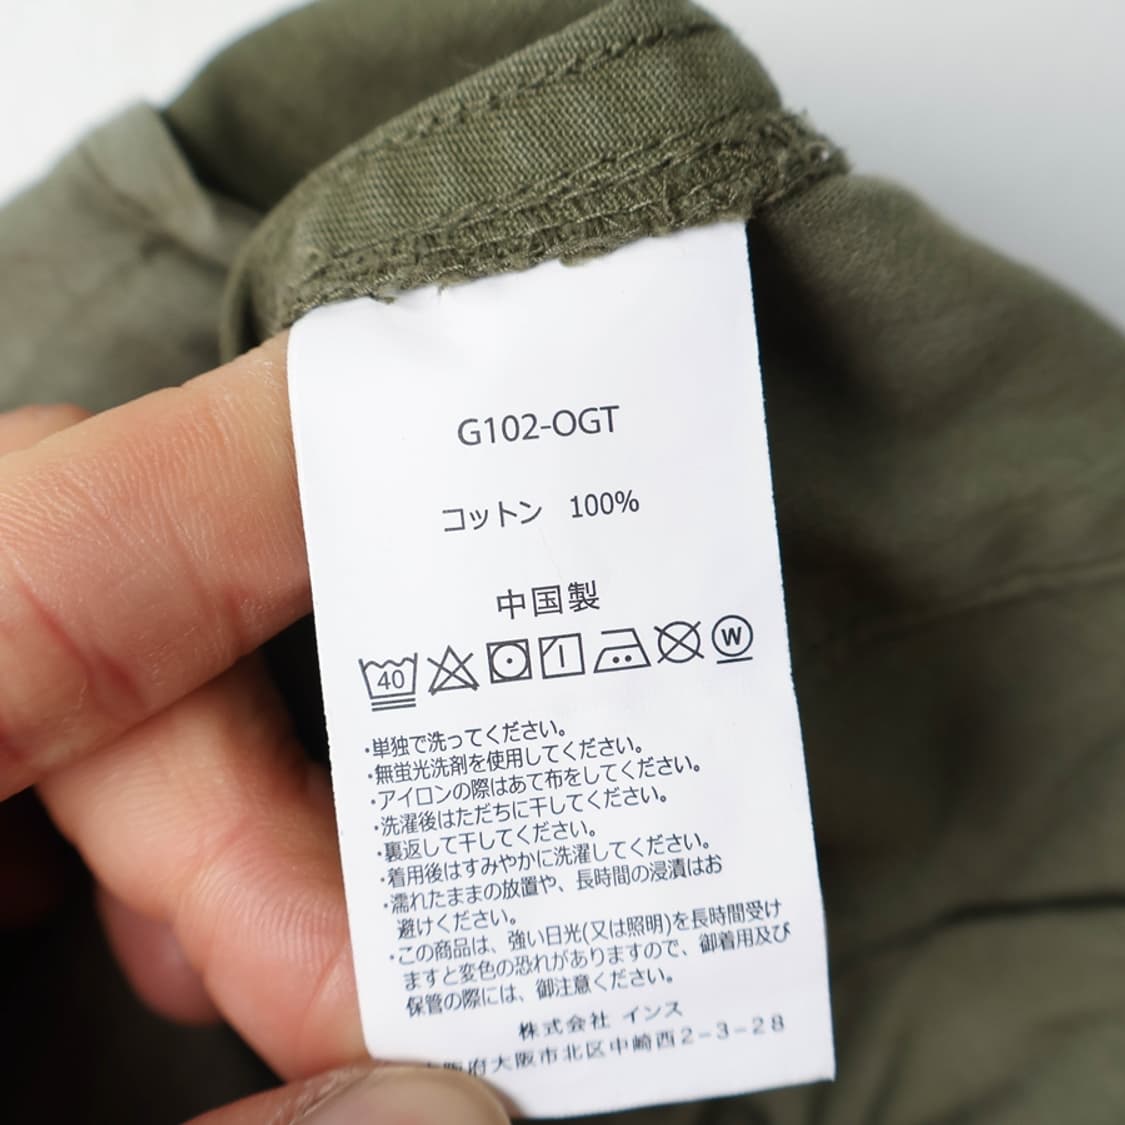 G102-OGT
コットン 100%
中国製
40 W
・単独で洗ってください。
・無蛍光洗剤を使用してください。
・アイロンの際はあて布をしてください。
・洗濯後はただちに干してください。
・裏返して干してください。
・着用後はすみやかに洗濯してください。
・濡れたままの放置や、長時間の浸漬はお
避けください。
・この商品は、強い日光(又は照明)を長時間受け
ますと変色の恐れがありますので、御着用及び
保管の際には、御注意ください。
株式会社 インス
大阪府大阪市北区中崎西2-3-28